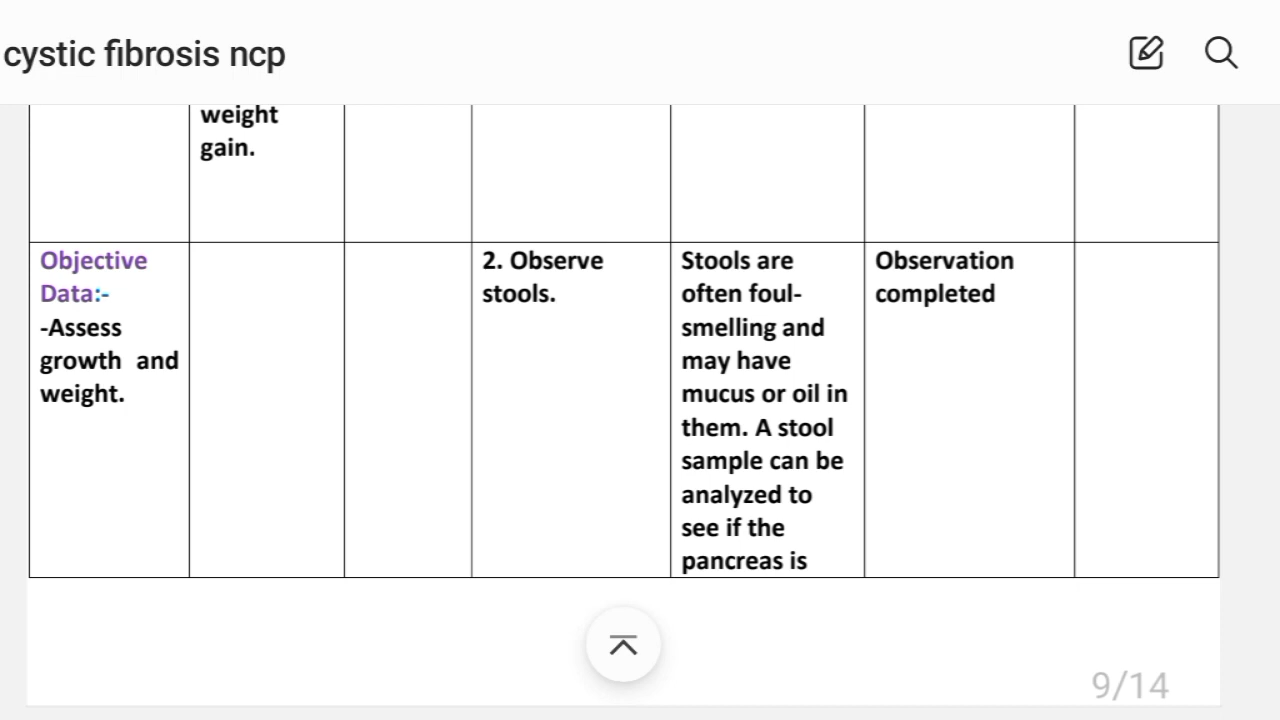 cystic fibrosis ncp
weight
gain.
Objective
Data:-
-Assess
growth and
weight.
2. Observe
stools.
Stools are
often foul-
smelling and
may have
mucus or oil in
them. A stool
sample can be
analyzed to
see if the
pancreas is
Observation
completed
9/14